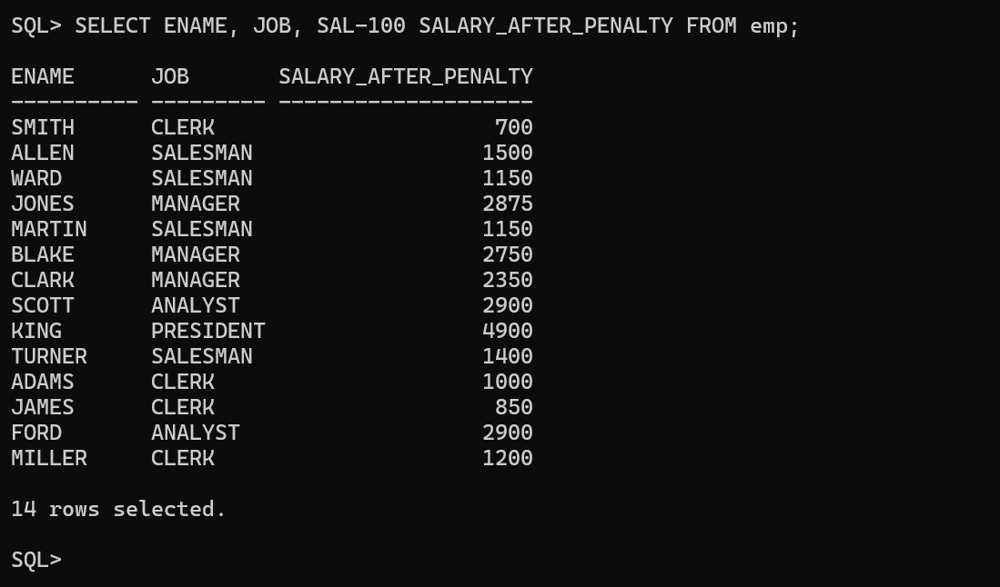 SQL> SELECT ENAME, JOB, SAL-100 SALARY_AFTER_PENALTY FROM emp;
ENAME      JOB       SALARY_AFTER_PENALTY
---------- --------- --------------------
SMITH      CLERK                      700
ALLEN      SALESMAN                  1500
WARD       SALESMAN                  1150
JONES      MANAGER                   2875
MARTIN     SALESMAN                  1150
BLAKE      MANAGER                   2750
CLARK      MANAGER                   2350
SCOTT      ANALYST                   2900
KING       PRESIDENT                 4900
TURNER     SALESMAN                  1400
ADAMS      CLERK                     1000
JAMES      CLERK                      850
FORD       ANALYST                   2900
MILLER     CLERK                     1200
14 rows selected.
SQL>